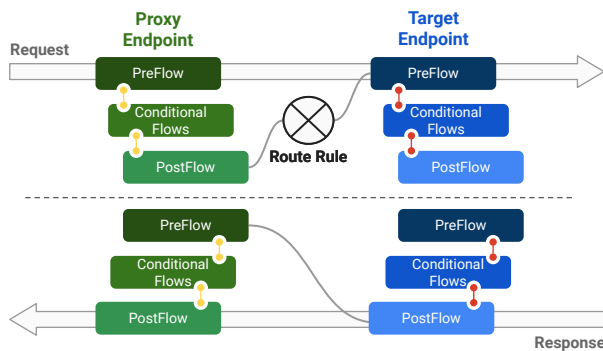 Proxy
Endpoint
Target
Endpoint
Request
PreFlow
PreFlow
Conditional
Flows
Conditional
Flows
Route Rule
PostFlow
PostFlow
PreFlow
PreFlow
Conditional
Flows
Conditional
Flows
PostFlow
PostFlow
Response